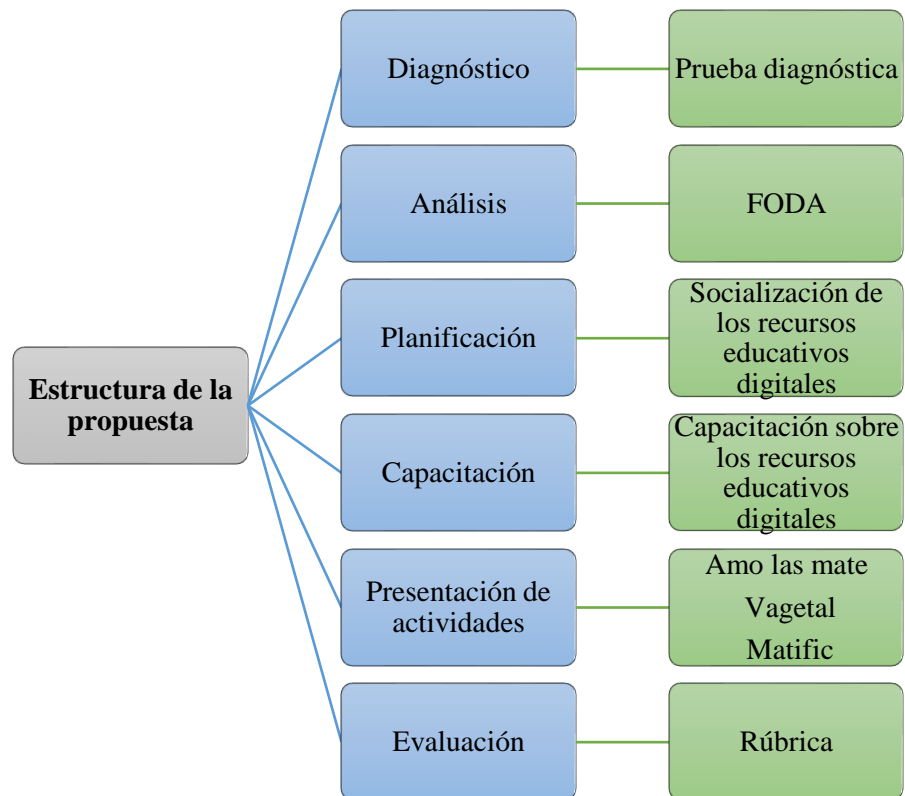 Estructura de la
propuesta
Diagnóstico
Prueba diagnóstica
Análisis
FODA
Planificación
Socialización de
los recursos
educativos
digitales
Capacitación
Capacitación sobre
los recursos
educativos
digitales
Presentación de
actividades
Amo las mate
Vagetal
Matific
Evaluación
Rúbrica